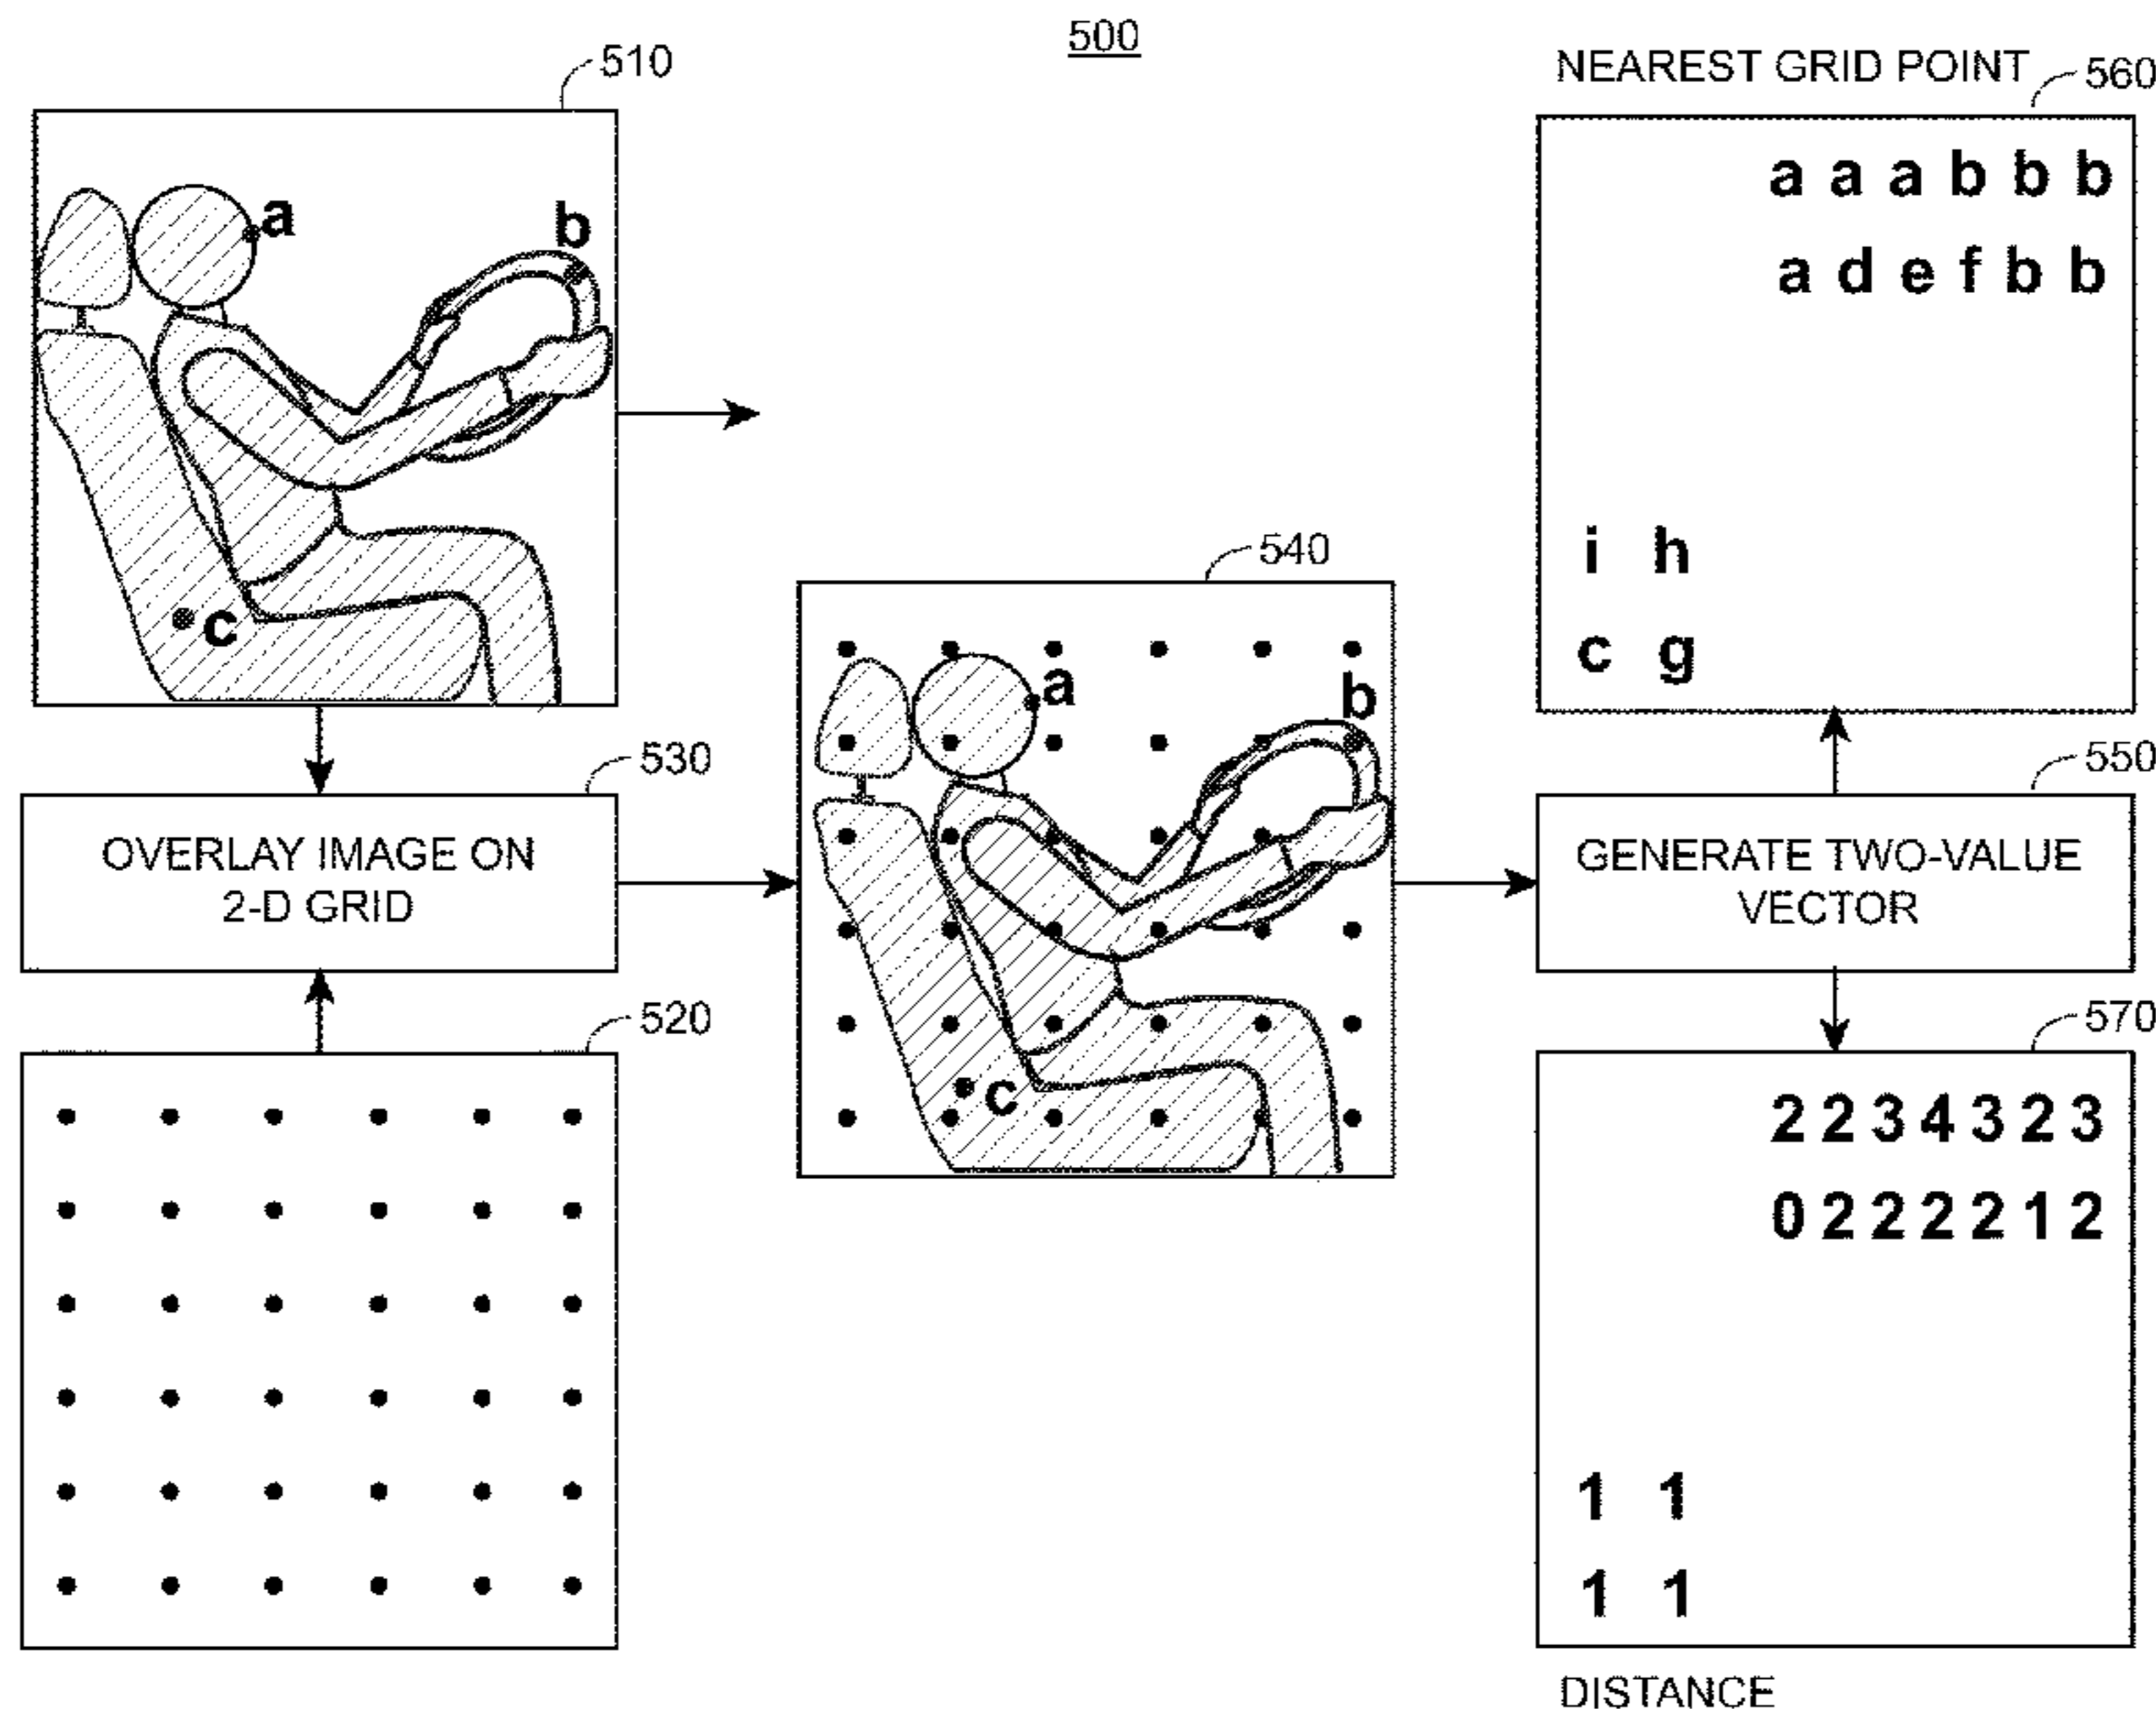 500
510
a
b
c
530
OVERLAY IMAGE ON
2-D GRID
520
540
a
b
c
NEAREST GRID POINT
560
a a a b b b
a d e f b b
i h
c g
550
GENERATE TWO-VALUE
VECTOR
570
2 2 3 4 3 2 3
0 2 2 2 2 1 2
1 1
1 1
DISTANCE